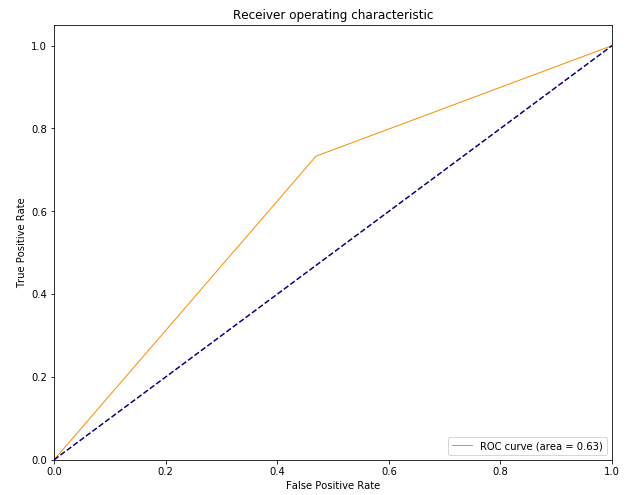 Receiver operating characteristic
1.0
0.8
0.6
0.4
0.2
0.0
True Positive Rate
ROC curve (area = 0.63)
0.0 0.2 0.4 0.6 0.8 1.0
False Positive Rate